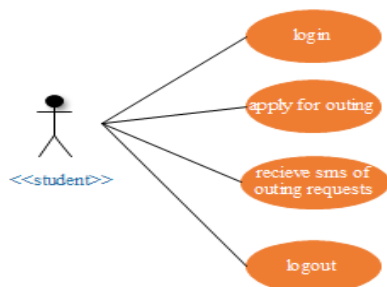 login
apply for outing
recieve sms of
outing requests
<<student>>
logout